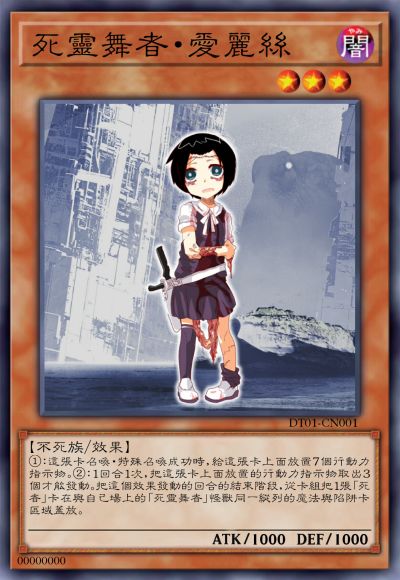 死靈舞者・愛麗絲
やみ
闇
DT01-CN001
【不死族/效果】
①:這張卡召喚・特殊召喚成功時,給這張卡上面放置7個行動力
指示物。②:1回合1次,把這張卡上面放置的行動力指示物取出3
個才能發動。把這個效果發動的回合的結束階段,從卡組把1張「死
者」卡在與自己場上的「死靈舞者」怪獸同一縱列的魔法與陷阱卡
區域蓋放。
ATK/1000 DEF/1000
00000000